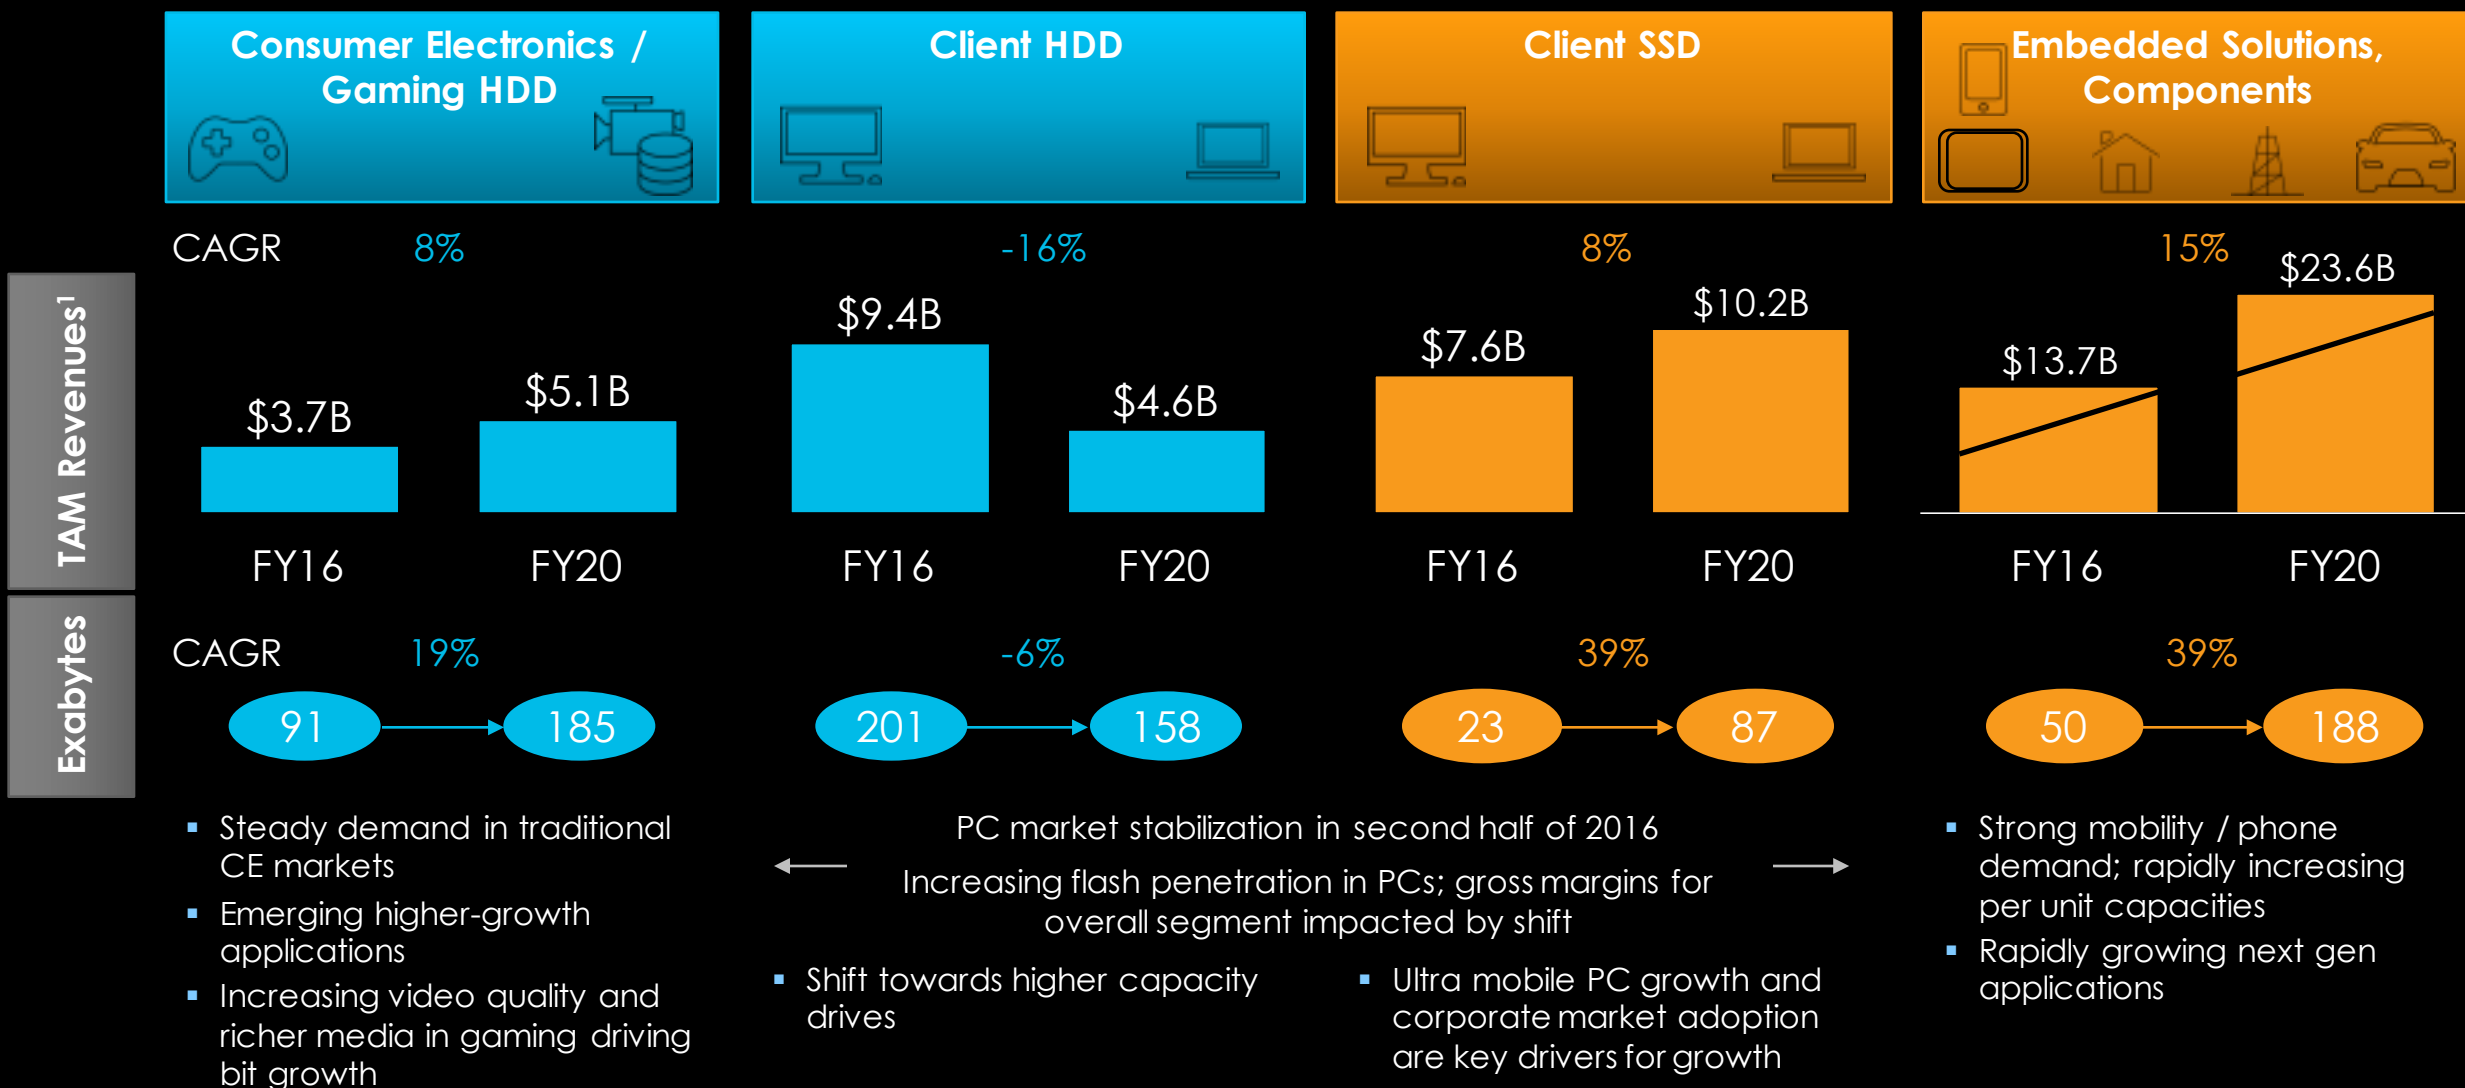 Consumer Electronics /
Gaming HDD
Client HDD
Client SSD
Embedded Solutions,
Components
TAM Revenues¹
CAGR 8% -16% 8% 15%
$3.7B $5.1B $9.4B $4.6B $7.6B $10.2B $13.7B $23.6B
FY16 FY20 FY16 FY20 FY16 FY20 FY16 FY20
Exabytes
CAGR 19% -6% 39% 39%
91 185 201 158 23 87 50 188
▪ Steady demand in traditional
CE markets
▪ Emerging higher-growth
applications
▪ Increasing video quality and
richer media in gaming driving
bit growth
PC market stabilization in second half of 2016
Increasing flash penetration in PCs; gross margins for
overall segment impacted by shift
▪ Shift towards higher capacity
drives
▪ Ultra mobile PC growth and
corporate market adoption
are key drivers for growth
▪ Strong mobility / phone
demand; rapidly increasing
per unit capacities
▪ Rapidly growing next gen
applications